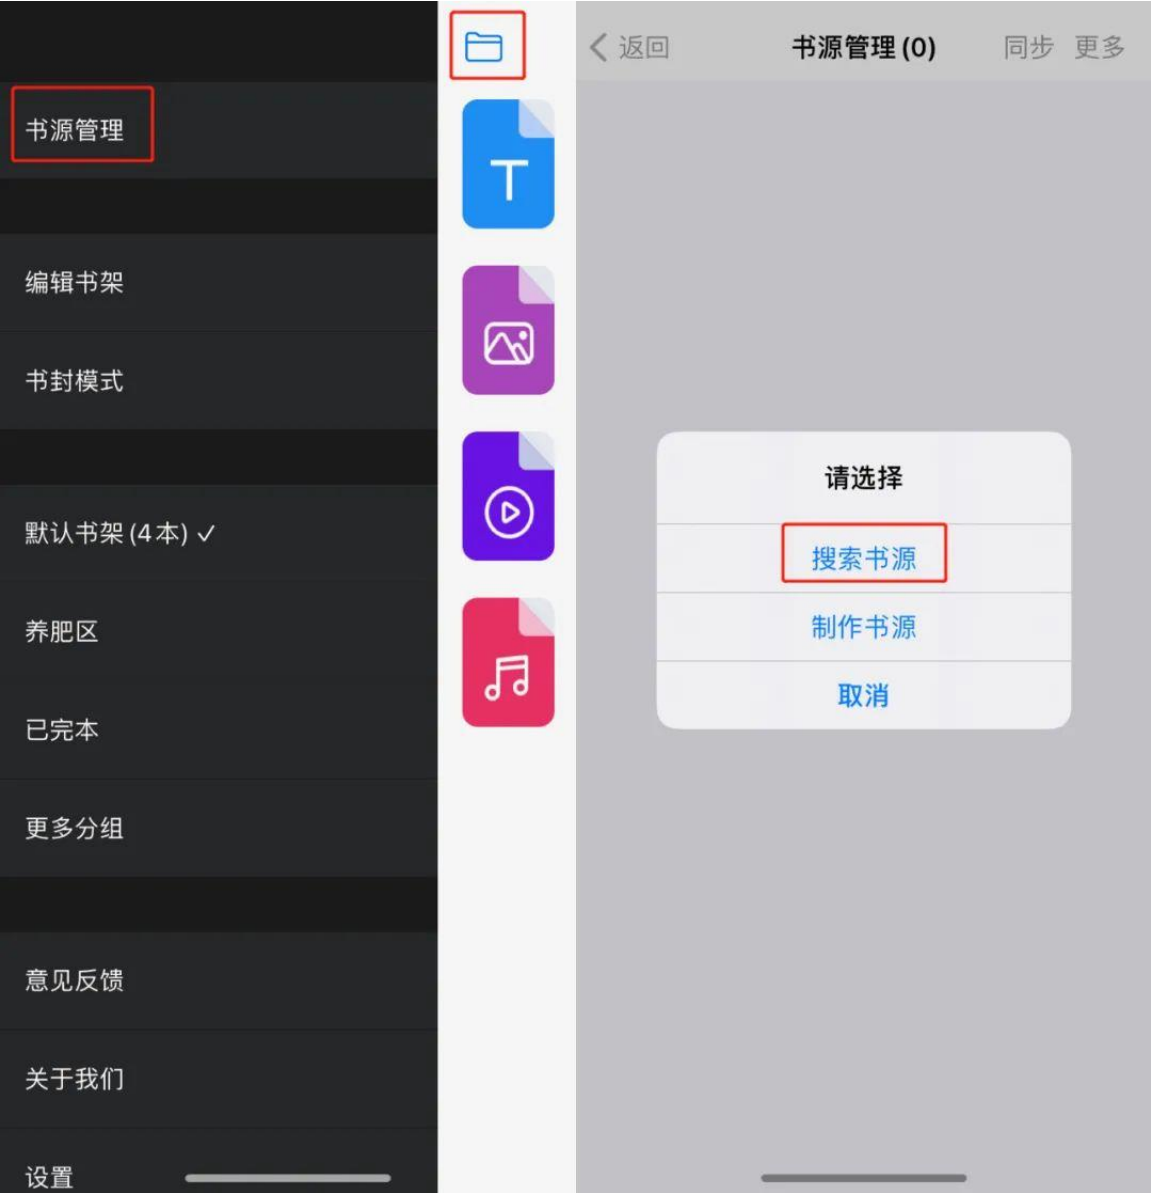 书源管理
编辑书架
书封模式
默认书架(4本)✓
养肥区
已完本
更多分组
意见反馈
关于我们
设置
T
返回 书源管理(0) 同步 更多
请选择
搜索书源
制作书源
取消